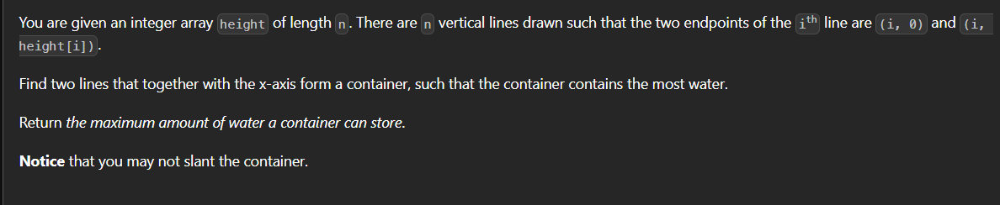 You are given an integer array height of length n. There are n vertical lines drawn such that the two endpoints of the ith line are (i, 0) and (i,
height[i]).
Find two lines that together with the x-axis form a container, such that the container contains the most water.
Return the maximum amount of water a container can store.
Notice that you may not slant the container.